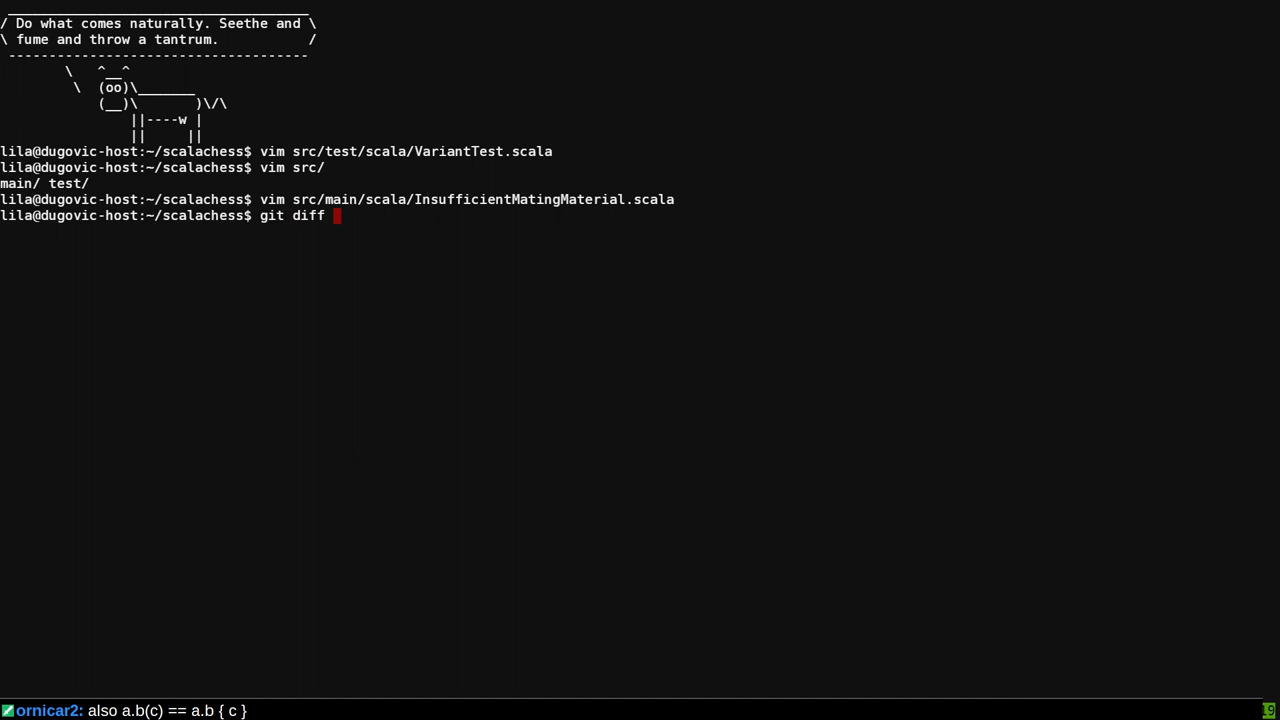 _____________________________________
/ Do what comes naturally. Seethe and \
\ fume and throw a tantrum.           /
 -------------------------------------
        \   ^__^
         \  (oo)\_______
            (__)\       )\/\
                ||----w |
                ||     ||
lila@dugovic-host:~/scalachess$ vim src/test/scala/VariantTest.scala
lila@dugovic-host:~/scalachess$ vim src/
main/ test/
lila@dugovic-host:~/scalachess$ vim src/main/scala/InsufficientMatingMaterial.scala
lila@dugovic-host:~/scalachess$ git diff
ornicar2: also a.b(c) == a.b { c }